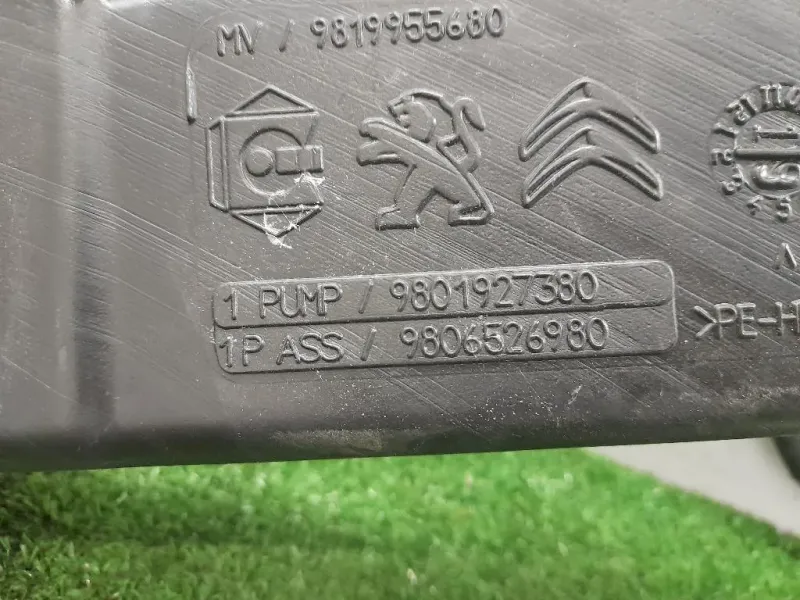 MV / 9819955680
1 PUMP / 9801927380
1P ASS / 9806526980
>PE-H